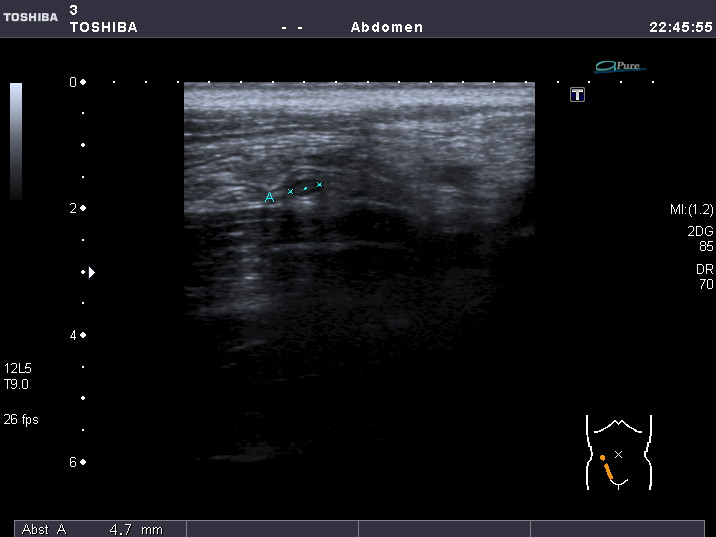 TOSHIBA
3
TOSHIBA - - Abdomen 22:45:55
Pure
T
0
2
4
6
A
MI:(1.2)
2DG
85
DR
70
12L5
T9.0
26 fps
Abst A 4.7 mm